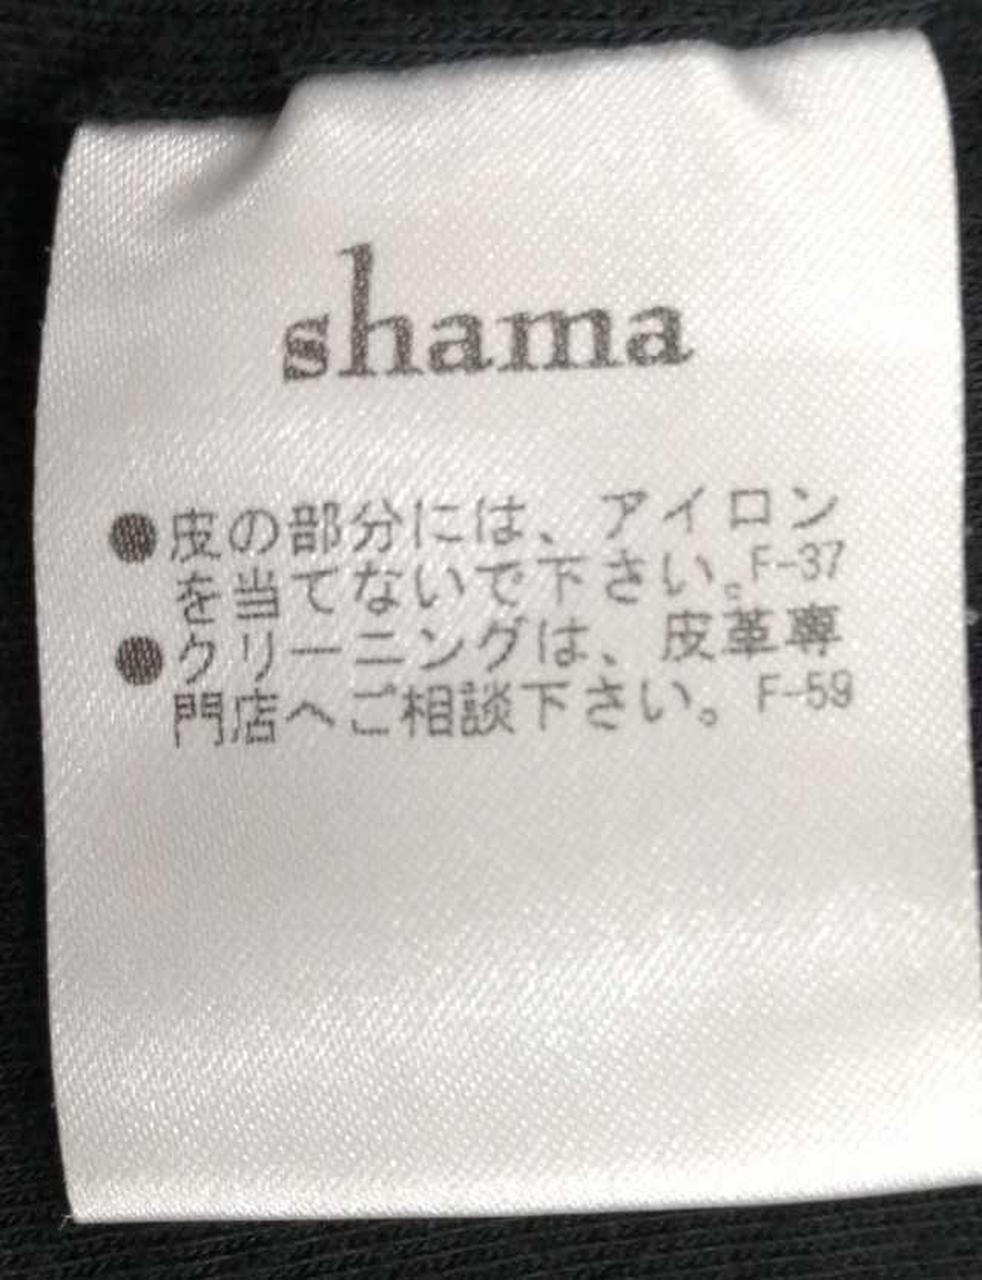 shama
●皮の部分には、アイロン
を当てないで下さい。F-37
●クリーニングは、皮革専
門店へご相談下さい。F-59